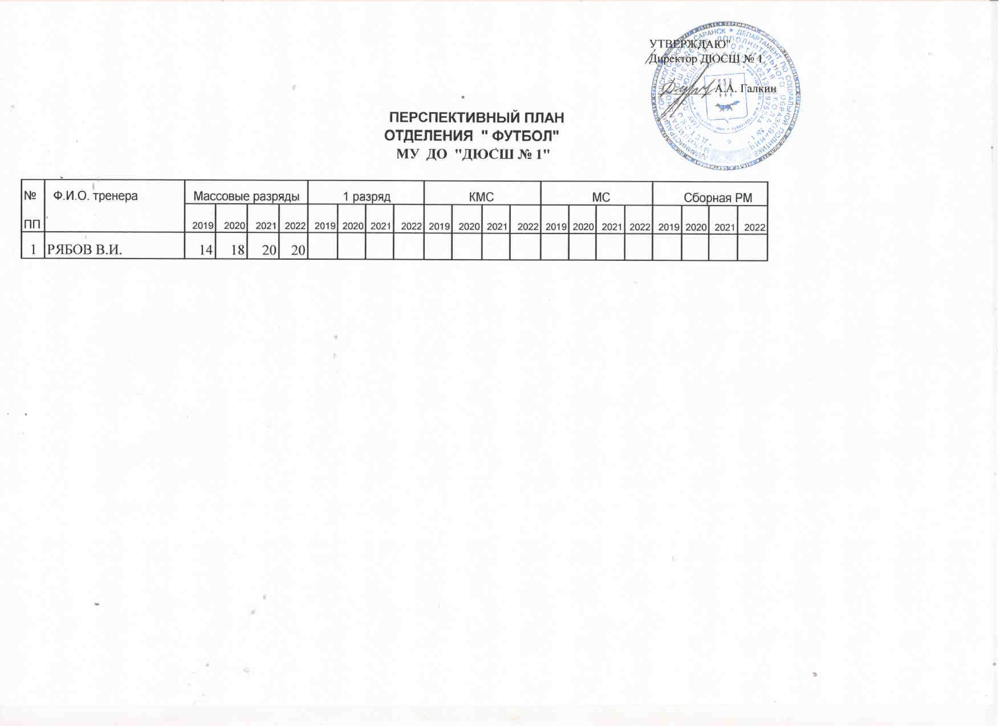 УТВЕРЖДАЮ"
Директор ДЮСШ № 1
А.А. Галкин
ПЕРСПЕКТИВНЫЙ ПЛАН
ОТДЕЛЕНИЯ " ФУТБОЛ"
МУ ДО "ДЮСШ № 1"
№ Ф.И.О. тренера Массовые разряды 1 разряд КМС МС Сборная РМ
ПП 2019 2020 2021 2022 2019 2020 2021 2022 2019 2020 2021 2022 2019 2020 2021 2022 2019 2020 2021 2022
1 РЯБОВ В.И. 14 18 20 20